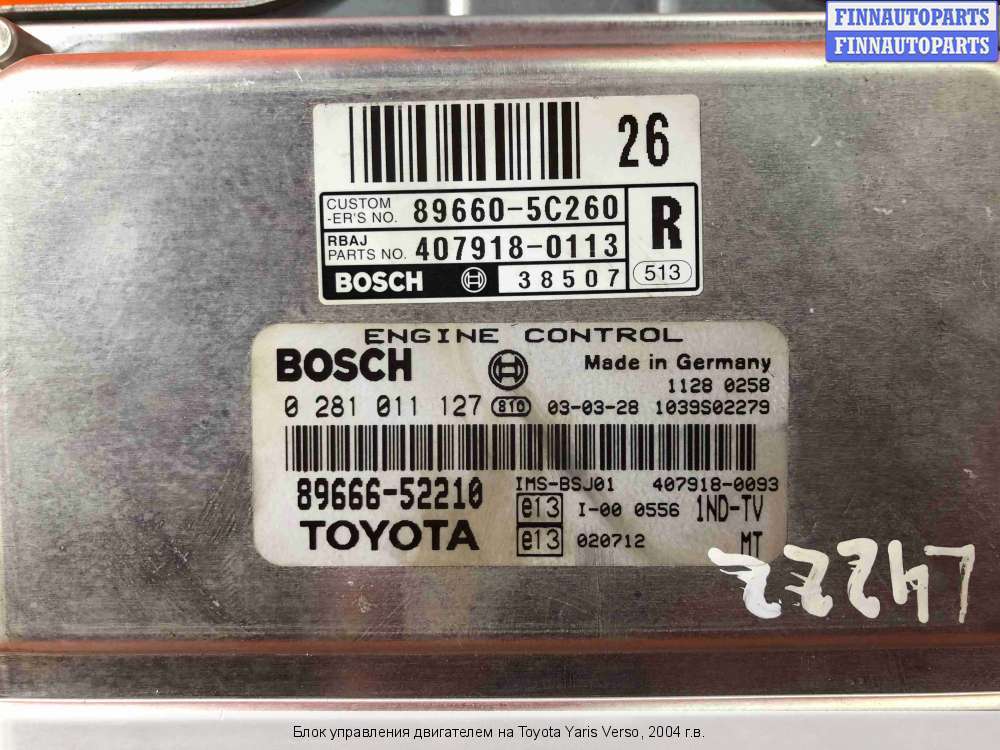 FINNAUTOPARTS
FINNAUTOPARTS
26
CUSTOM
-ER'S NO. 89660-5C260
R
RBAJ
PARTS NO. 407918-0113
BOSCH 38507
513
ENGINE CONTROL
BOSCH Made in Germany
1128 0258
0 281 011 127 810 03-03-28 1039S02279
89666-52210 IMS-BSJ01 407918-0093
e13 I-00 0556 1ND-TV
TOYOTA e13 020712 MT
L4222
Блок управления двигателем на Toyota Yaris Verso, 2004 г.в.